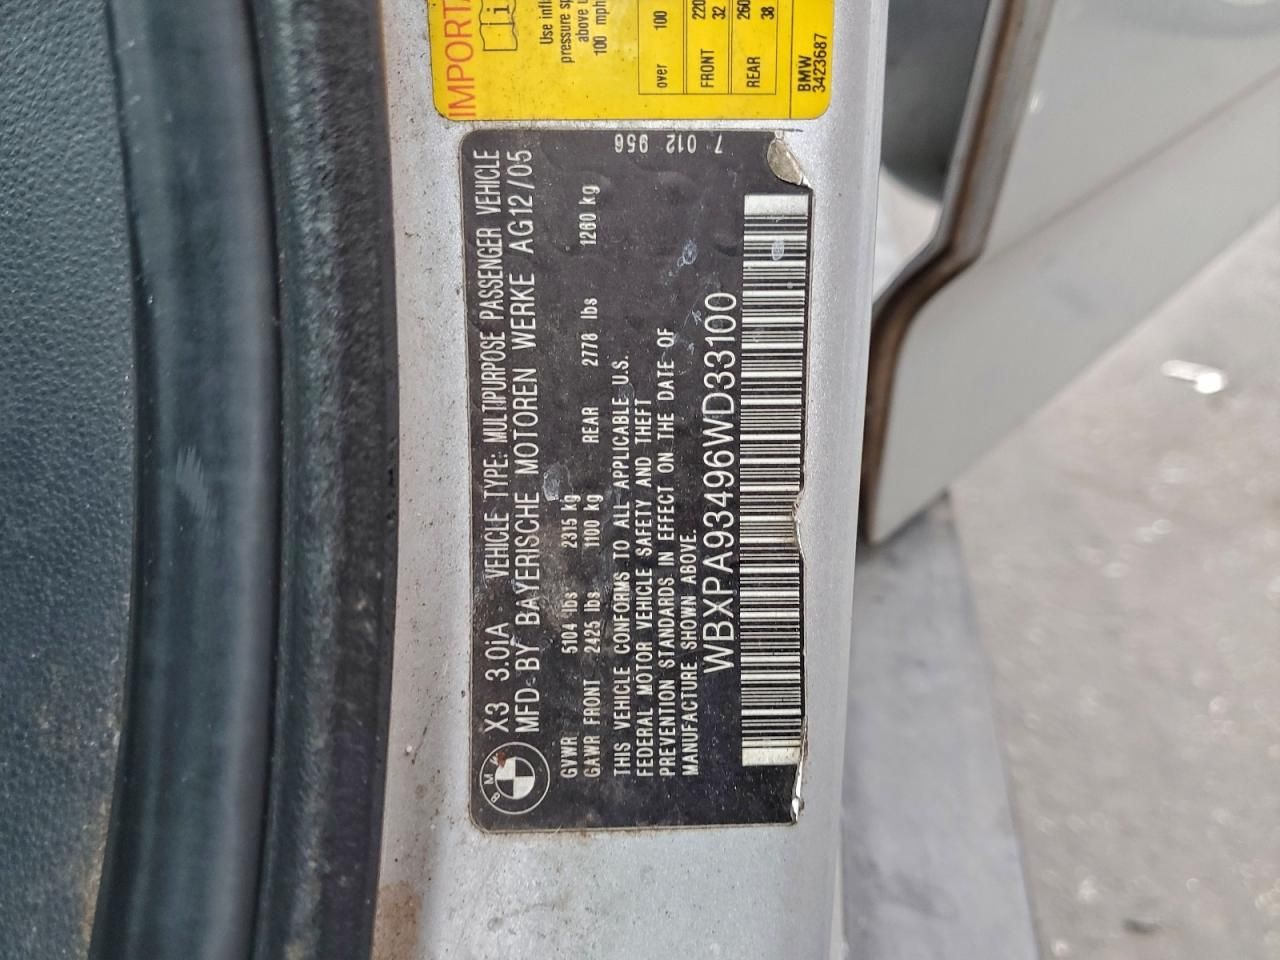 IMPORTA
Use infl
pressure sp
above
100 mph
over 100
FRONT 220 32
REAR 260 38
BMW
3423687
BMW
X3 3.0iA VEHICLE TYPE: MULTIPURPOSE PASSENGER VEHICLE
MFD BY BAYERISCHE MOTOREN WERKE AG12/05
GVWR 5104 lbs 2315 kg
GAWR FRONT 2425 lbs 1100 kg REAR 2778 lbs 1260 kg
THIS VEHICLE CONFORMS TO ALL APPLICABLE U.S.
FEDERAL MOTOR VEHICLE SAFETY AND THEFT
PREVENTION STANDARDS IN EFFECT ON THE DATE OF
MANUFACTURE SHOWN ABOVE.
WBXPA93496WD33100
7 012 956